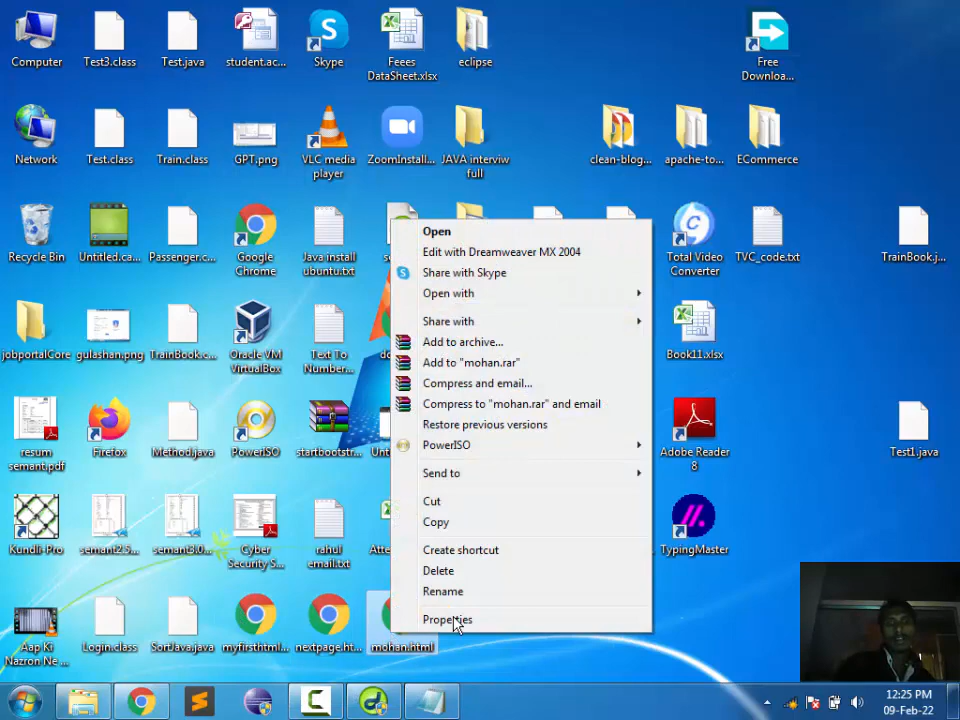 Computer
Test3.class
Test.java
student.ac...
Skype
Feees
DataSheet.xlsx
eclipse
Free
Downloa...
Network
Test.class
Train.class
GPT.png
VLC media
player
ZoomInstall...
JAVA interviw
full
clean-blog...
apache-to...
ECommerce
Recycle Bin
Untitled.ca...
Passenger.c...
Google
Chrome
Java install
ubuntu.txt
Total Video
Converter
TVC_code.txt
TrainBook.j...
jobportalCore
gulashan.png
TrainBook.c...
Oracle VM
VirtualBox
Text To
Number...
Book11.xlsx
resum
semant.pdf
Firefox
Method.java
PowerISO
startbootstr...
Adobe Reader
8
Test1.java
Kundli-Pro
semant2.5...
semant3.0...
Cyber
Security S...
rahul
email.txt
TypingMaster
Aap Ki
Nazron Ne ...
Login.class
SortJava.java
myfirsthtml...
nextpage.ht...
mohan.html
Open
Edit with Dreamweaver MX 2004
Share with Skype
Open with
Share with
Add to archive...
Add to "mohan.rar"
Compress and email...
Compress to "mohan.rar" and email
Restore previous versions
PowerISO
Send to
Cut
Copy
Create shortcut
Delete
Rename
Properties
12:25 PM
09-Feb-22